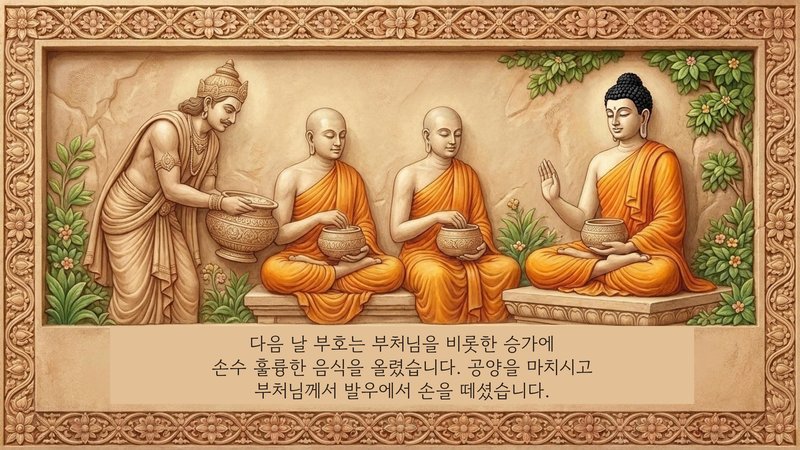 다음 날 부호는 부처님을 비롯한 승가에
손수 훌륭한 음식을 올렸습니다. 공양을 마치시고
부처님께서 발우에서 손을 떼셨습니다.